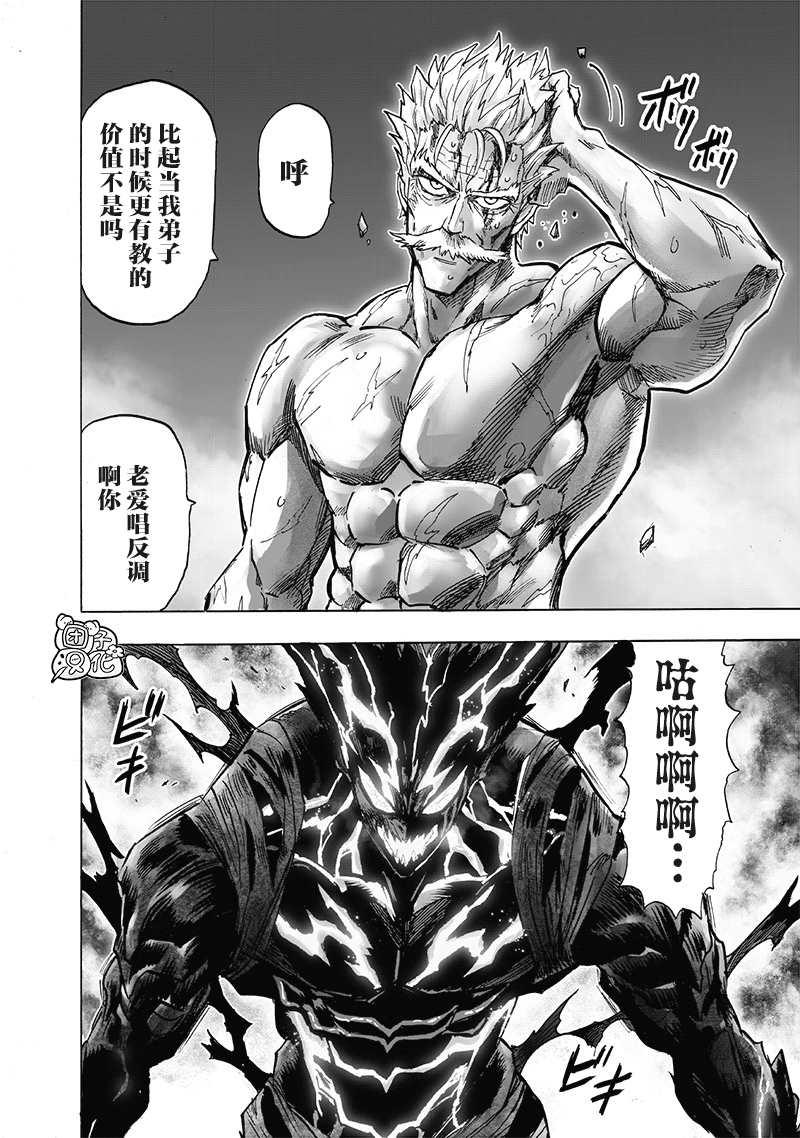 ボリ
ボリ
呼
比起当我弟子
的时候更有教的
价值不是吗
老爱唱反调
啊你
团子
汉化
咕啊啊啊…
ビキ
ビキ